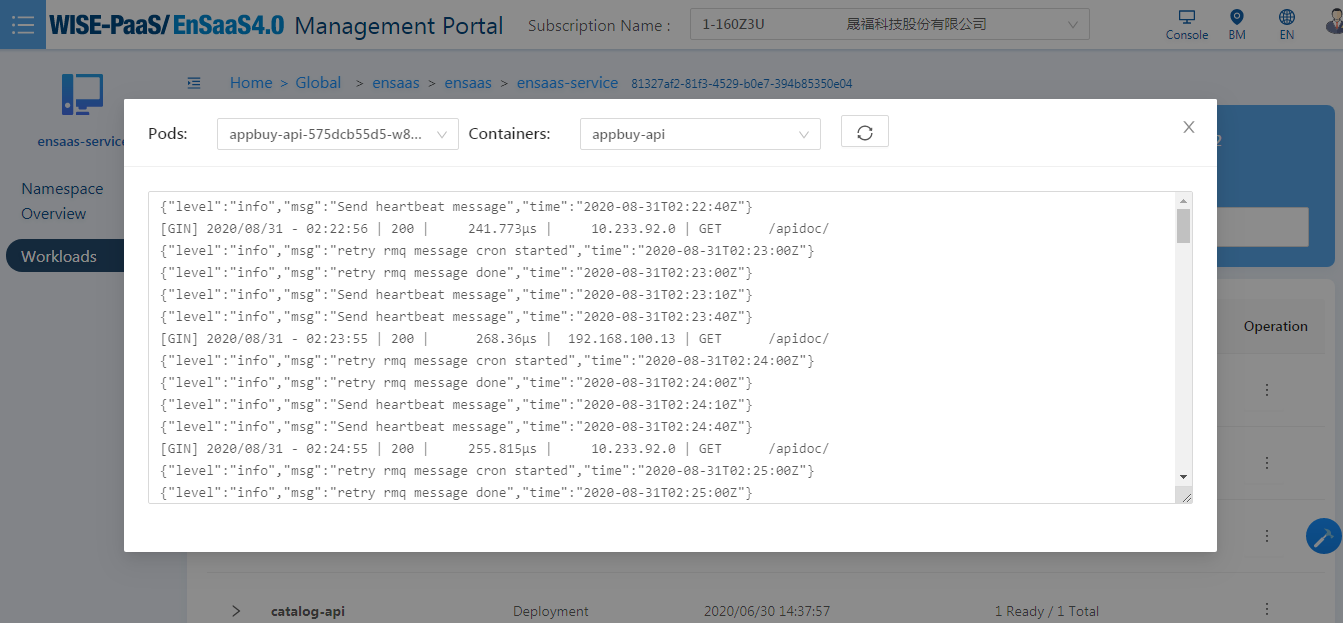 WISE-PaaS/EnSaaS4.0 Management Portal Subscription Name : 1-160Z3U 晟福科技股份有限公司 Console BM EN
Home > Global > ensaas > ensaas > ensaas-service 81327af2-81f3-4529-b0e7-394b85350e04
ensaas-service
Namespace
Overview
Workloads
Pods: appbuy-api-575dcb55d5-w8... Containers: appbuy-api
{"level":"info","msg":"Send heartbeat message","time":"2020-08-31T02:22:40Z"}
[GIN] 2020/08/31 - 02:22:56 | 200 | 241.773µs | 10.233.92.0 | GET /apidoc/
{"level":"info","msg":"retry rmq message cron started","time":"2020-08-31T02:23:00Z"}
{"level":"info","msg":"retry rmq message done","time":"2020-08-31T02:23:00Z"}
{"level":"info","msg":"Send heartbeat message","time":"2020-08-31T02:23:10Z"}
{"level":"info","msg":"Send heartbeat message","time":"2020-08-31T02:23:40Z"}
[GIN] 2020/08/31 - 02:23:55 | 200 | 268.36µs | 192.168.100.13 | GET /apidoc/
{"level":"info","msg":"retry rmq message cron started","time":"2020-08-31T02:24:00Z"}
{"level":"info","msg":"retry rmq message done","time":"2020-08-31T02:24:00Z"}
{"level":"info","msg":"Send heartbeat message","time":"2020-08-31T02:24:10Z"}
{"level":"info","msg":"Send heartbeat message","time":"2020-08-31T02:24:40Z"}
[GIN] 2020/08/31 - 02:24:55 | 200 | 255.815µs | 10.233.92.0 | GET /apidoc/
{"level":"info","msg":"retry rmq message cron started","time":"2020-08-31T02:25:00Z"}
{"level":"info","msg":"retry rmq message done","time":"2020-08-31T02:25:00Z"}
2
Operation
catalog-api Deployment 2020/06/30 14:37:57 1 Ready / 1 Total